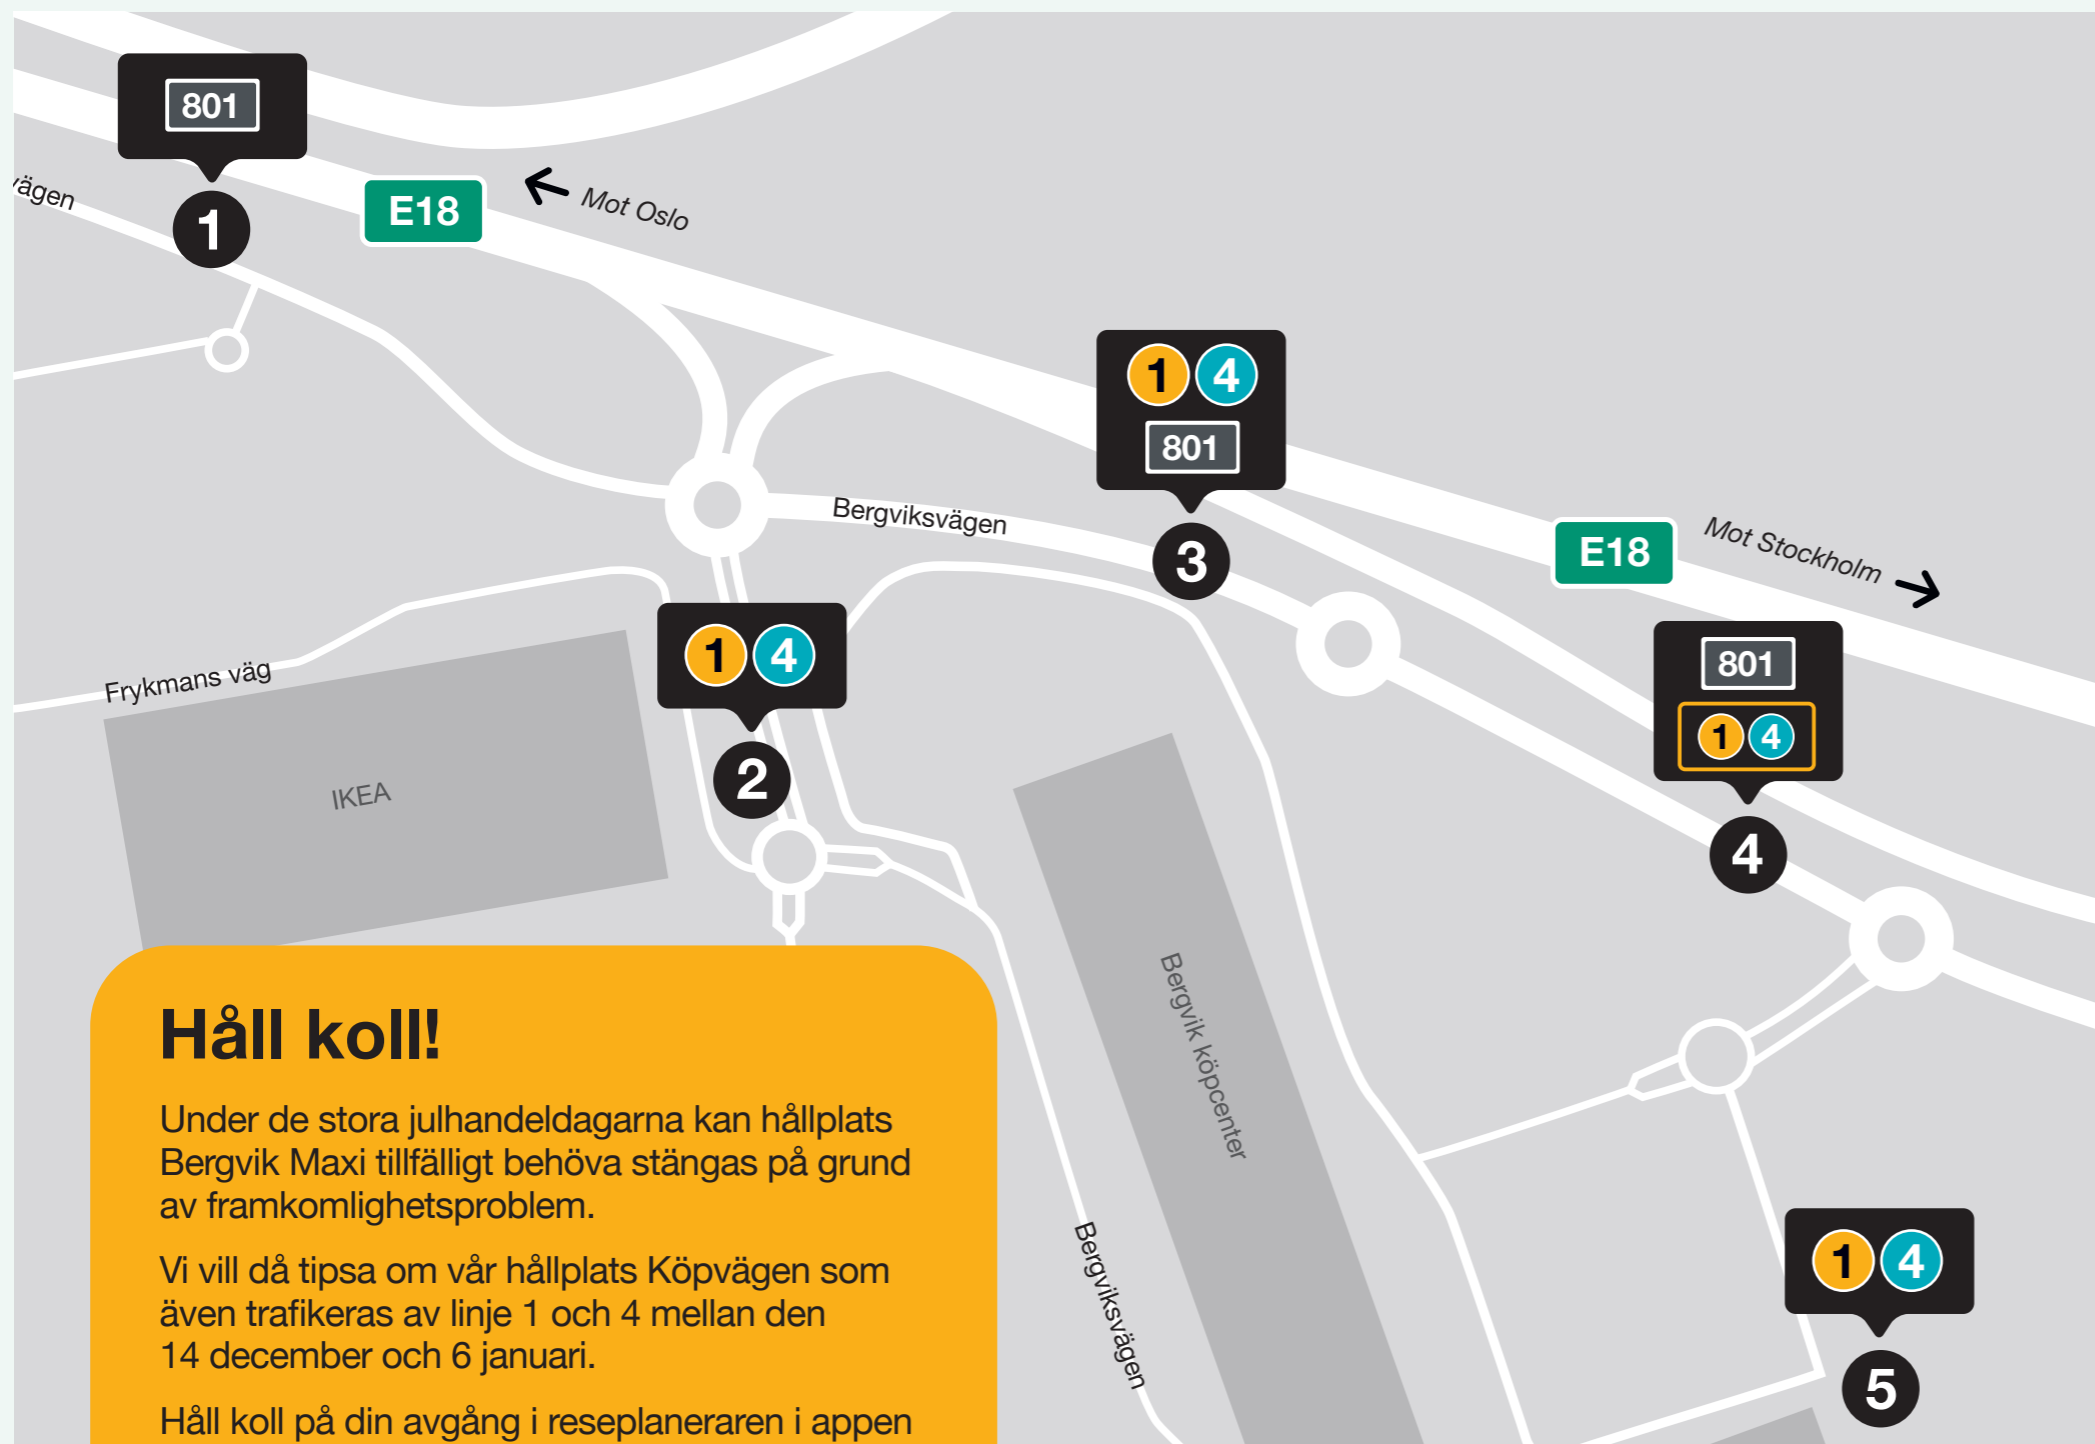 801
1
vägen
E18
Mot Oslo
1 4
801
3
Bergviksvägen
E18
Mot Stockholm
1 4
2
801
1 4
4
Frykmans väg
IKEA
Bergvik köpcenter
Bergviksvägen
1 4
5
Håll koll!
Under de stora julhandeldagarna kan hållplats
Bergvik Maxi tillfälligt behöva stängas på grund
av framkomlighetsproblem.
Vi vill då tipsa om vår hållplats Köpvägen som
även trafikeras av linje 1 och 4 mellan den
14 december och 6 januari.
Håll koll på din avgång i reseplaneraren i appen